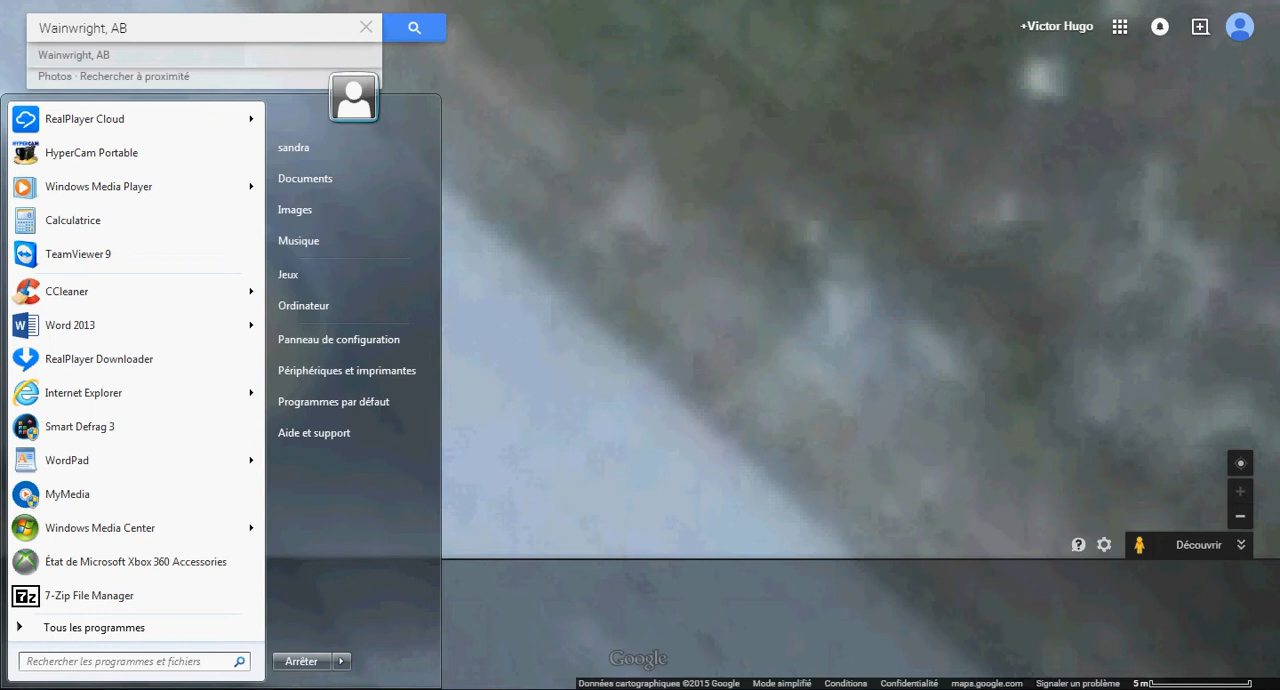 Wainwright, AB
+Victor Hugo
Wainwright, AB
Photos · Rechercher à proximité
RealPlayer Cloud
HYPERCAM
HyperCam Portable
Windows Media Player
Calculatrice
TeamViewer 9
CCleaner
Word 2013
RealPlayer Downloader
Internet Explorer
Smart Defrag 3
WordPad
MyMedia
Windows Media Center
État de Microsoft Xbox 360 Accessories
7z
7-Zip File Manager
Tous les programmes
Rechercher les programmes et fichiers
sandra
Documents
Images
Musique
Jeux
Ordinateur
Panneau de configuration
Périphériques et imprimantes
Programmes par défaut
Aide et support
Arrêter
Découvrir
Google
Données cartographiques ©2015 Google Mode simplifié Conditions Confidentialité maps.google.com Signaler un problème 5 m